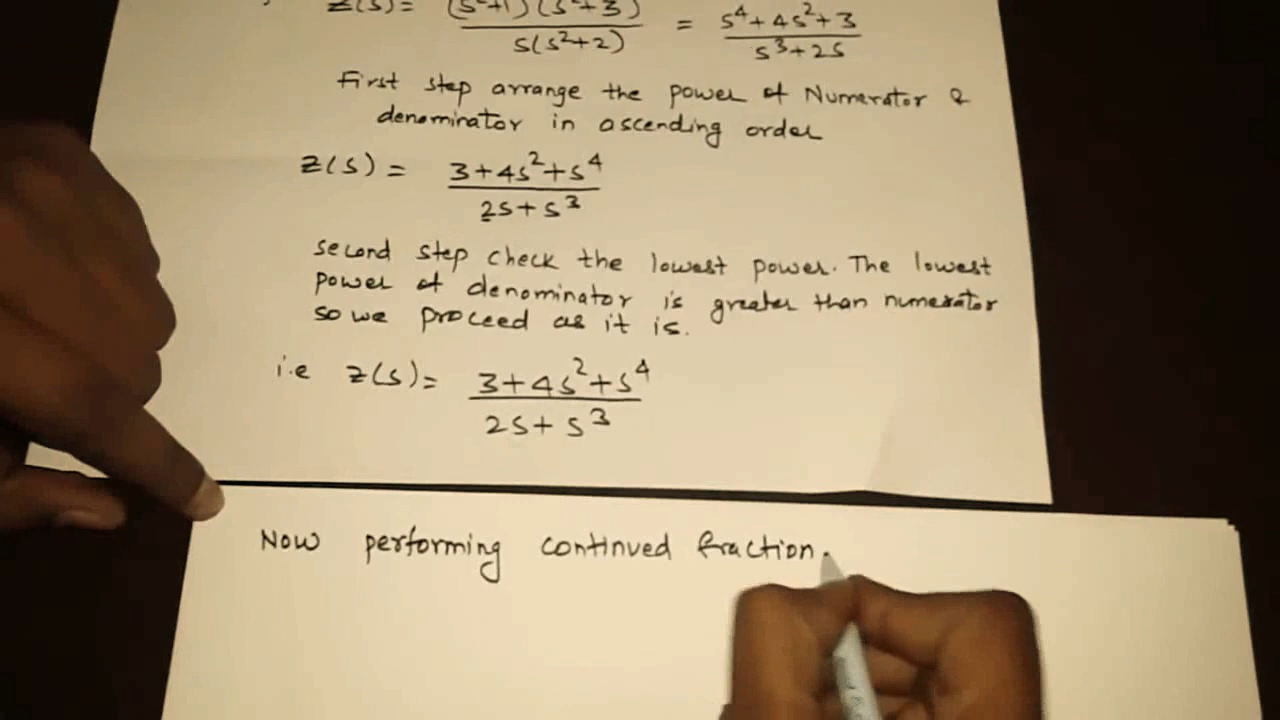 Z(s) = (s²+1)(s²+3) / s(s²+2) = s⁴+4s²+3 / s³+2s
First step arrange the power of Numerator &
denominator in ascending order
Z(s) = 3+4s²+s⁴ / 2s+s³
second step check the lowest power. The lowest
power of denominator is greater than numerator
so we proceed as it is.
i.e Z(s) = 3+4s²+s⁴ / 2s+s³
Now performing continued fraction.